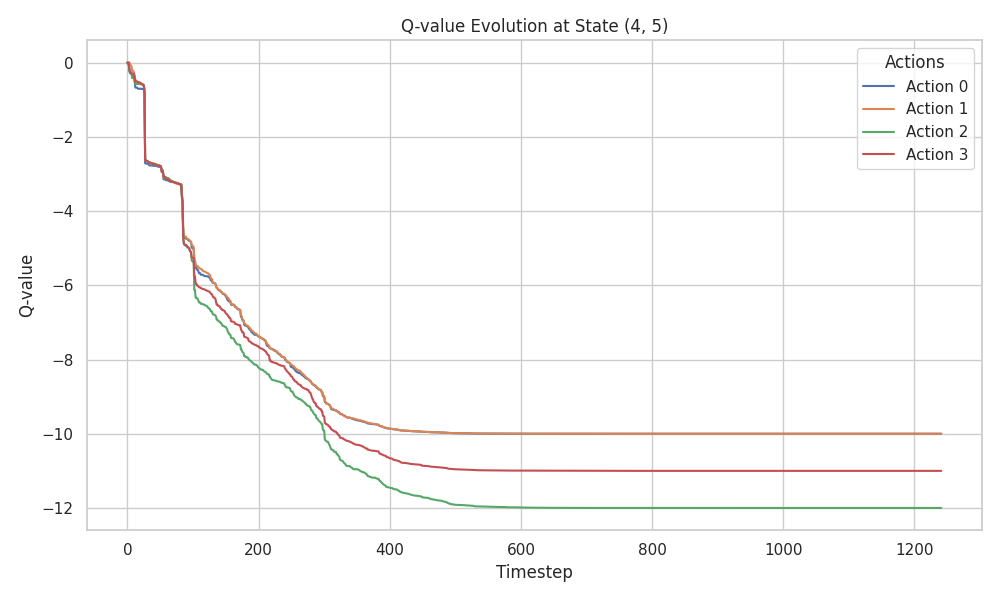 Q-value Evolution at State (4, 5)
Actions
Action 0
Action 1
Action 2
Action 3
Q-value
0
−2
−4
−6
−8
−10
−12
0 200 400 600 800 1000 1200
Timestep